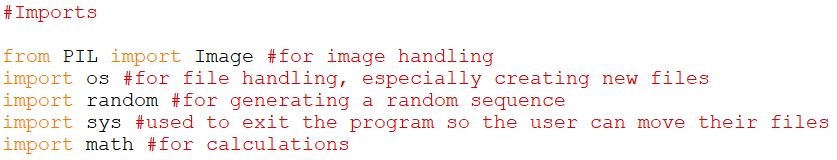 #Imports
from PIL import Image #for image handling
import os #for file handling, especially creating new files
import random #for generating a random sequence
import sys #used to exit the program so the user can move their files
import math #for calculations